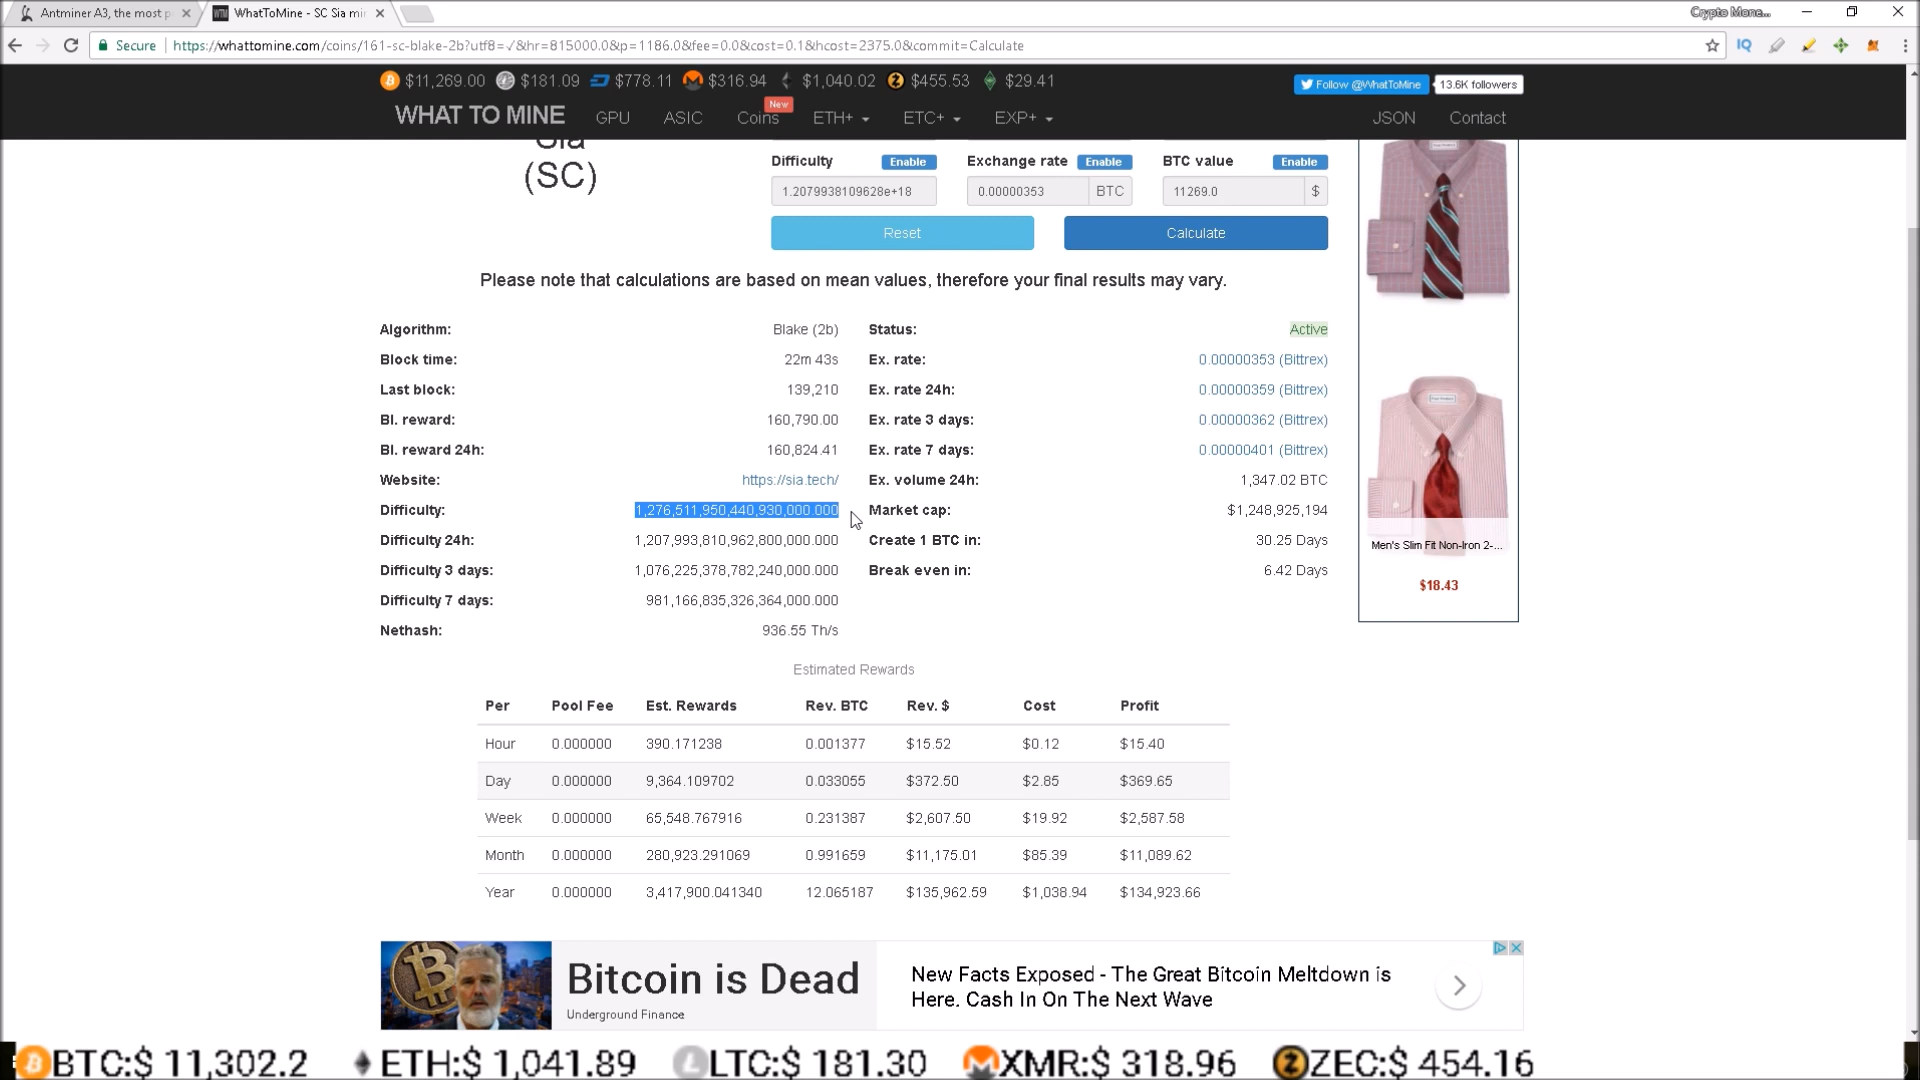 Antminer A3, the most p
WhatToMine - SC Sia mi
Crypto Mone...
Secure
https://whattomine.com/coins/161-sc-blake-2b?utf8=✓&hr=815000.0&p=1186.0&fee=0.0&cost=0.1&hcost=2375.0&commit=Calculate
$11,269.00 $181.09 $778.11 $316.94 $1,040.02 $455.53 $29.41
Follow @WhatToMine 13.6K followers
WHAT TO MINE GPU ASIC Coins New ETH+ ETC+ EXP+ JSON Contact
Sia
(SC)
Difficulty Enable Exchange rate Enable BTC value Enable
1.2079938109628e+18 0.00000353 BTC 11269.0 $
Reset Calculate
Please note that calculations are based on mean values, therefore your final results may vary.
Algorithm: Blake (2b) Status: Active
Block time: 22m 43s Ex. rate: 0.00000353 (Bittrex)
Last block: 139,210 Ex. rate 24h: 0.00000359 (Bittrex)
Bl. reward: 160,790.00 Ex. rate 3 days: 0.00000362 (Bittrex)
Bl. reward 24h: 160,824.41 Ex. rate 7 days: 0.00000401 (Bittrex)
Website: https://sia.tech/ Ex. volume 24h: 1,347.02 BTC
Difficulty: 1,276,511,950,440,930,000.000 Market cap: $1,248,925,194
Difficulty 24h: 1,207,993,810,962,800,000.000 Create 1 BTC in: 30.25 Days
Difficulty 3 days: 1,076,225,378,782,240,000.000 Break even in: 6.42 Days
Difficulty 7 days: 981,166,835,326,364,000.000
Nethash: 936.55 Th/s
Men's Slim Fit Non-Iron 2-...
$18.43
Estimated Rewards
Per Pool Fee Est. Rewards Rev. BTC Rev. $ Cost Profit
Hour 0.000000 390.171238 0.001377 $15.52 $0.12 $15.40
Day 0.000000 9,364.109702 0.033055 $372.50 $2.85 $369.65
Week 0.000000 65,548.767916 0.231387 $2,607.50 $19.92 $2,587.58
Month 0.000000 280,923.291069 0.991659 $11,175.01 $85.39 $11,089.62
Year 0.000000 3,417,900.041340 12.065187 $135,962.59 $1,038.94 $134,923.66
Bitcoin is Dead
Underground Finance
New Facts Exposed - The Great Bitcoin Meltdown is
Here. Cash In On The Next Wave
BTC:$ 11,302.2 ETH:$ 1,041.89 LTC:$ 181.30 XMR:$ 318.96 ZEC:$ 454.16